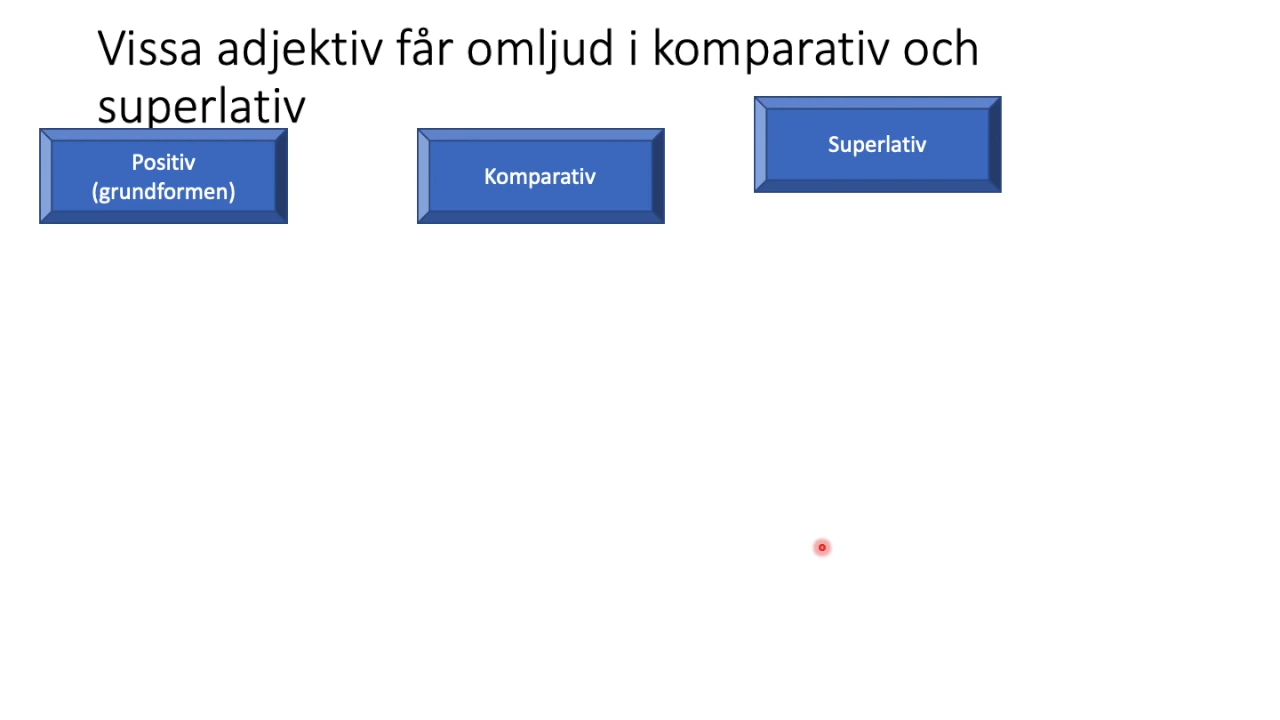 Vissa adjektiv får omljud i komparativ och
superlativ
Positiv
(grundformen)
Komparativ
Superlativ